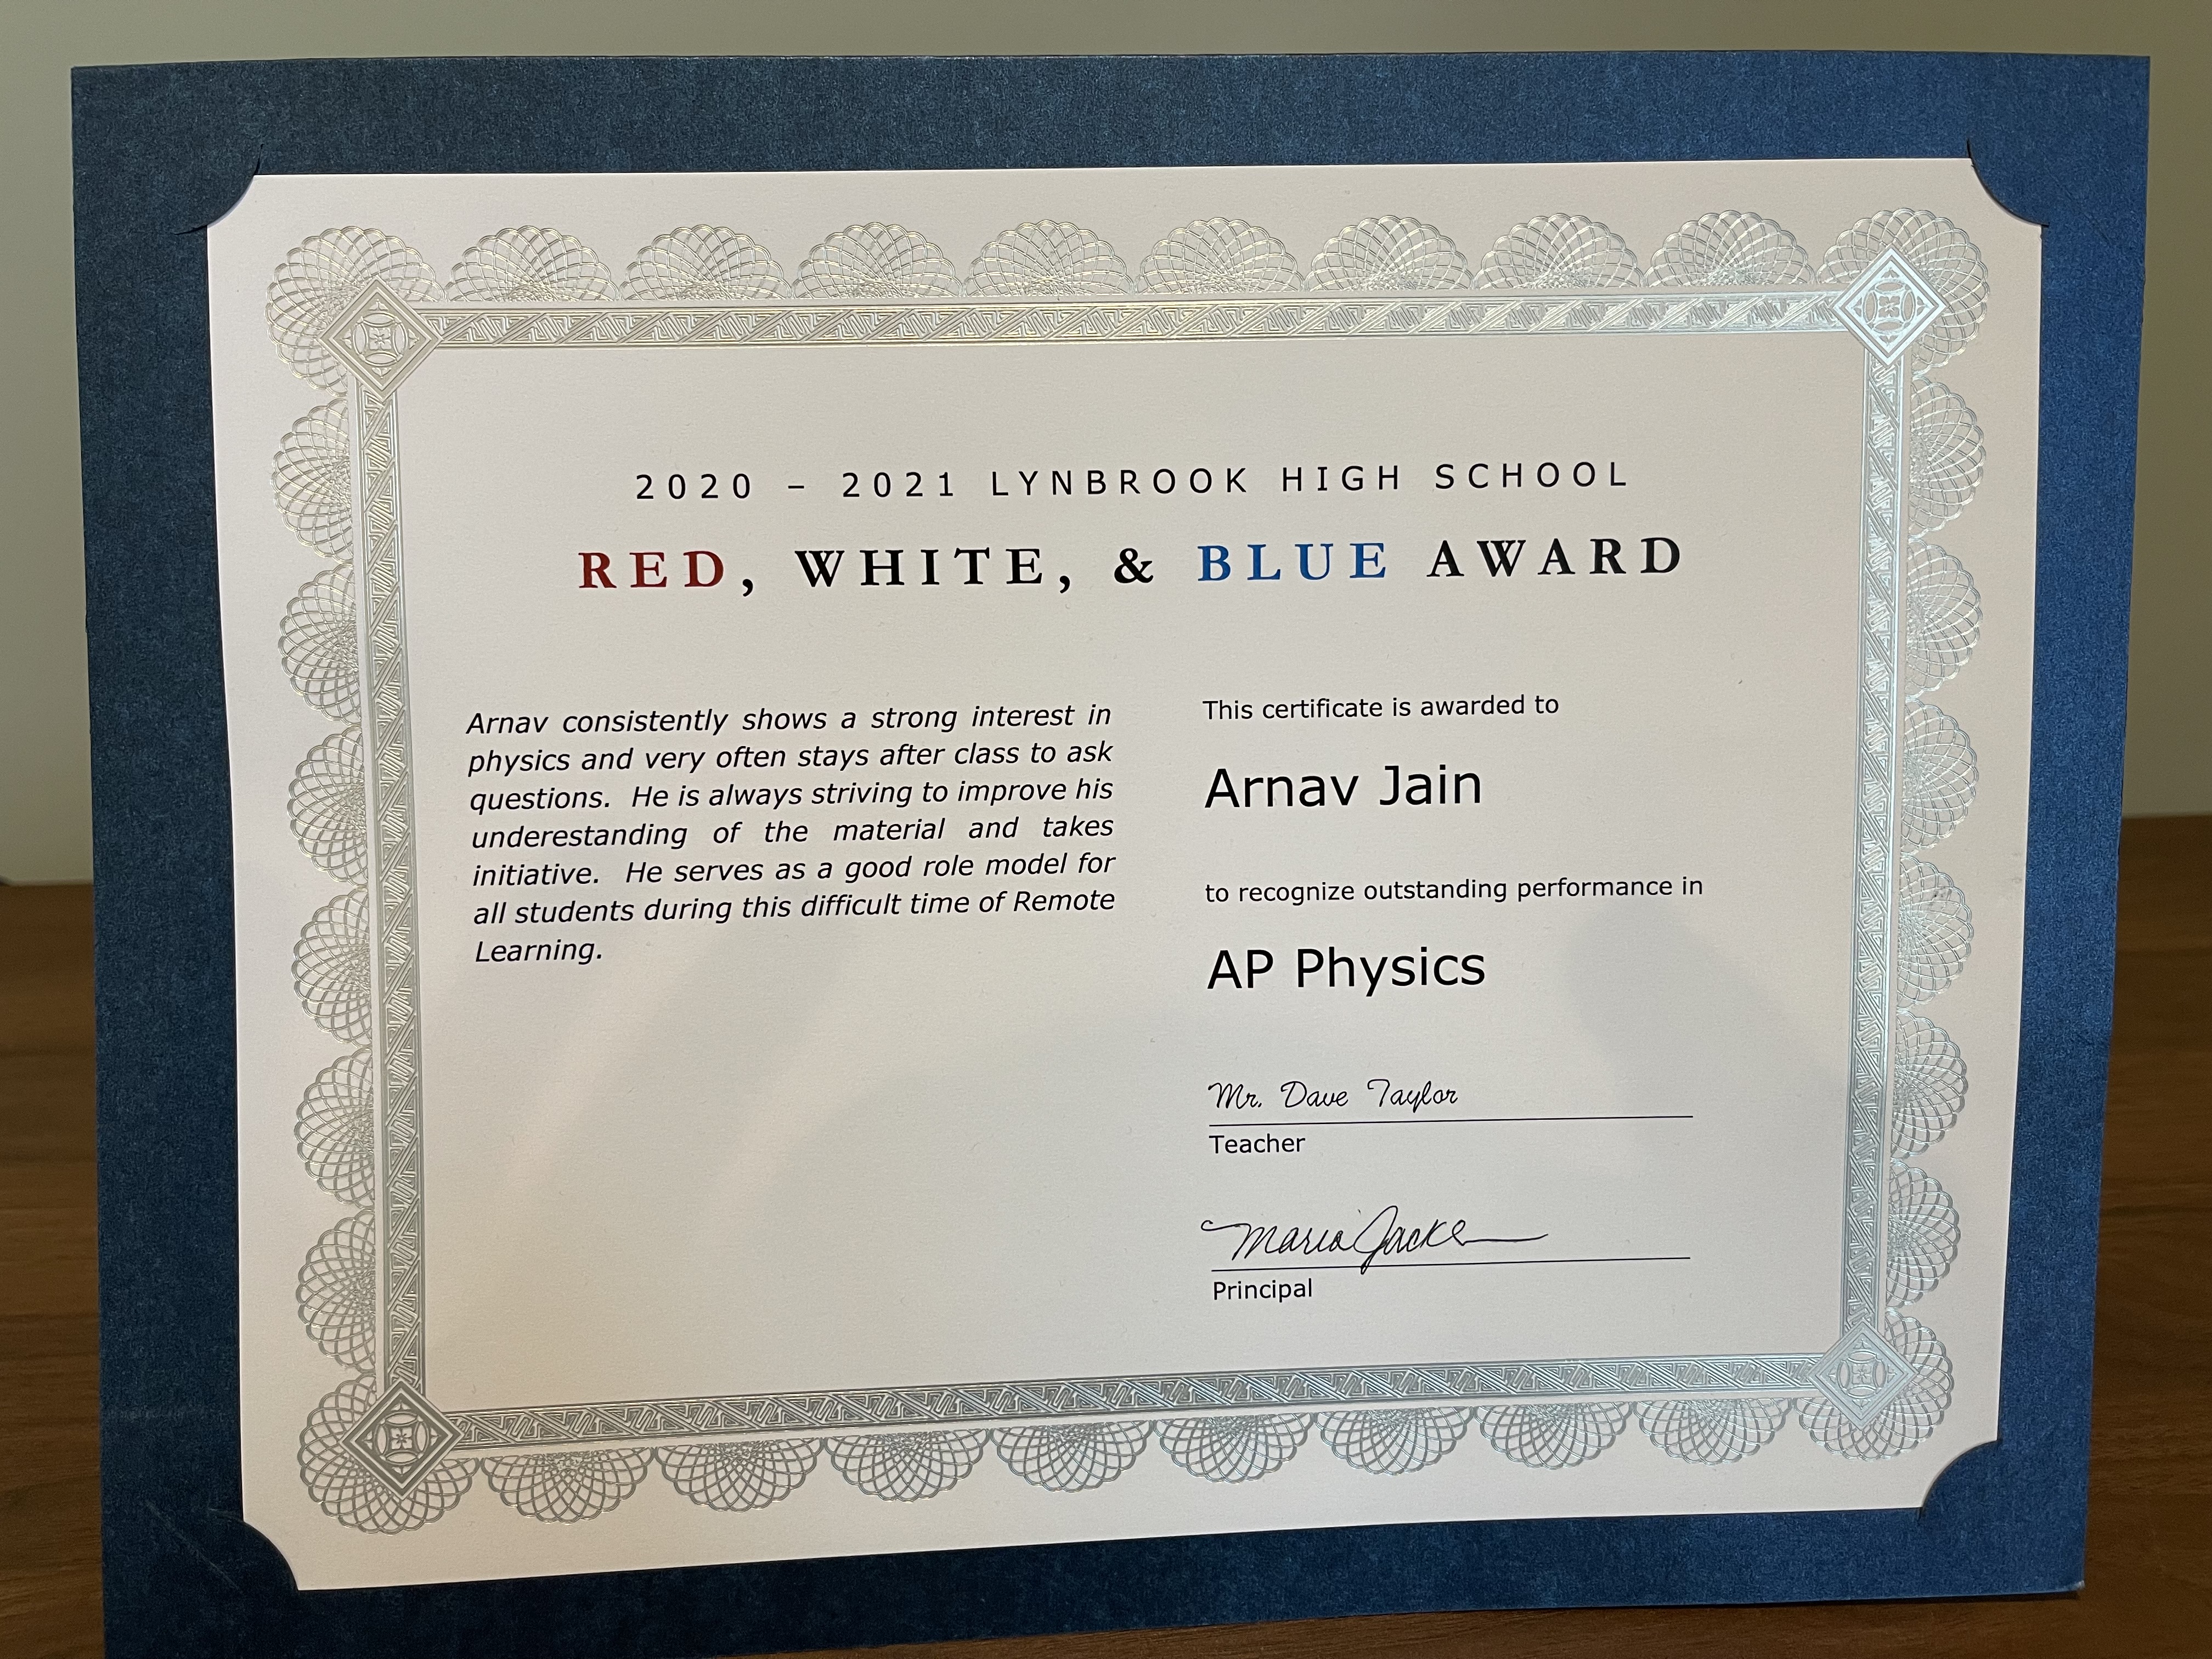 2020 – 2021 LYNBROOK HIGH SCHOOL
RED, WHITE, & BLUE AWARD
Arnav consistently shows a strong interest in
physics and very often stays after class to ask
questions. He is always striving to improve his
underestanding of the material and takes
initiative. He serves as a good role model for
all students during this difficult time of Remote
Learning.
This certificate is awarded to
Arnav Jain
to recognize outstanding performance in
AP Physics
Mr. Dave Taylor
Teacher
Maria Jacks
Principal